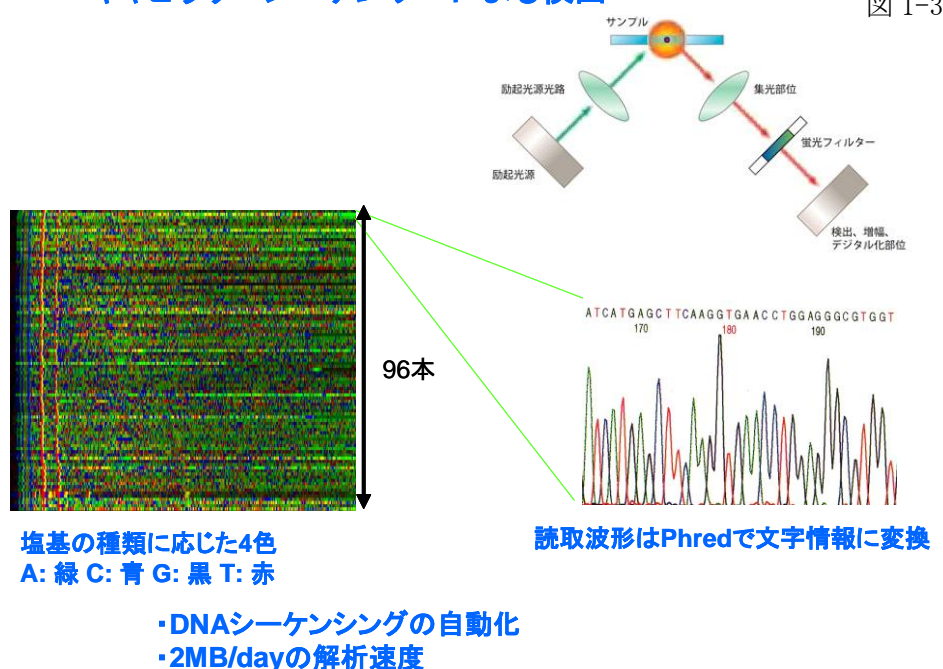 図 1-3
サンプル
励起光源光路
集光部位
蛍光フィルター
励起光源
検出、増幅、
デジタル化部位
ATCATGAGCTTCAAGGTGAACCTGGAGGGCGTGGT
170 180 190
96本
塩基の種類に応じた4色
A: 緑 C: 青 G: 黒 T: 赤
読取波形はPhredで文字情報に変換
・DNAシーケンシングの自動化
・2MB/dayの解析速度